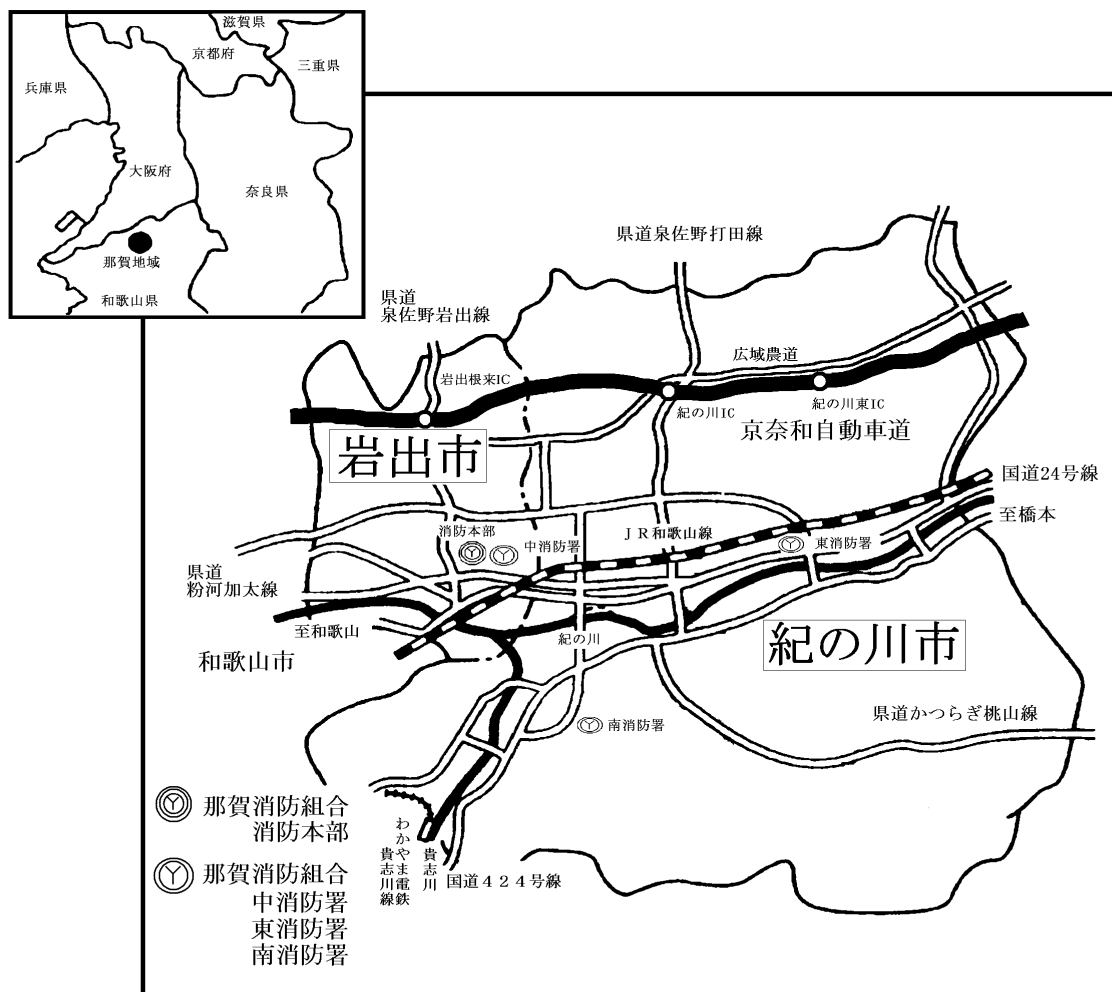 滋賀県
京都府
三重県
兵庫県
大阪府
奈良県
那賀地域
和歌山県
県道泉佐野打田線
県道
泉佐野岩出線
広域農道
岩出根来IC
紀の川IC
紀の川東IC
京奈和自動車道
岩出市
国道24号線
至橋本
消防本部
中消防署
ＪＲ和歌山線
東消防署
県道
粉河加太線
至和歌山
紀の川
紀の川市
和歌山市
県道かつらぎ桃山線
南消防署
那賀消防組合
消防本部
那賀消防組合
中消防署
東消防署
南消防署
わかやま電鉄
貴志川線
貴志川
国道４２４号線